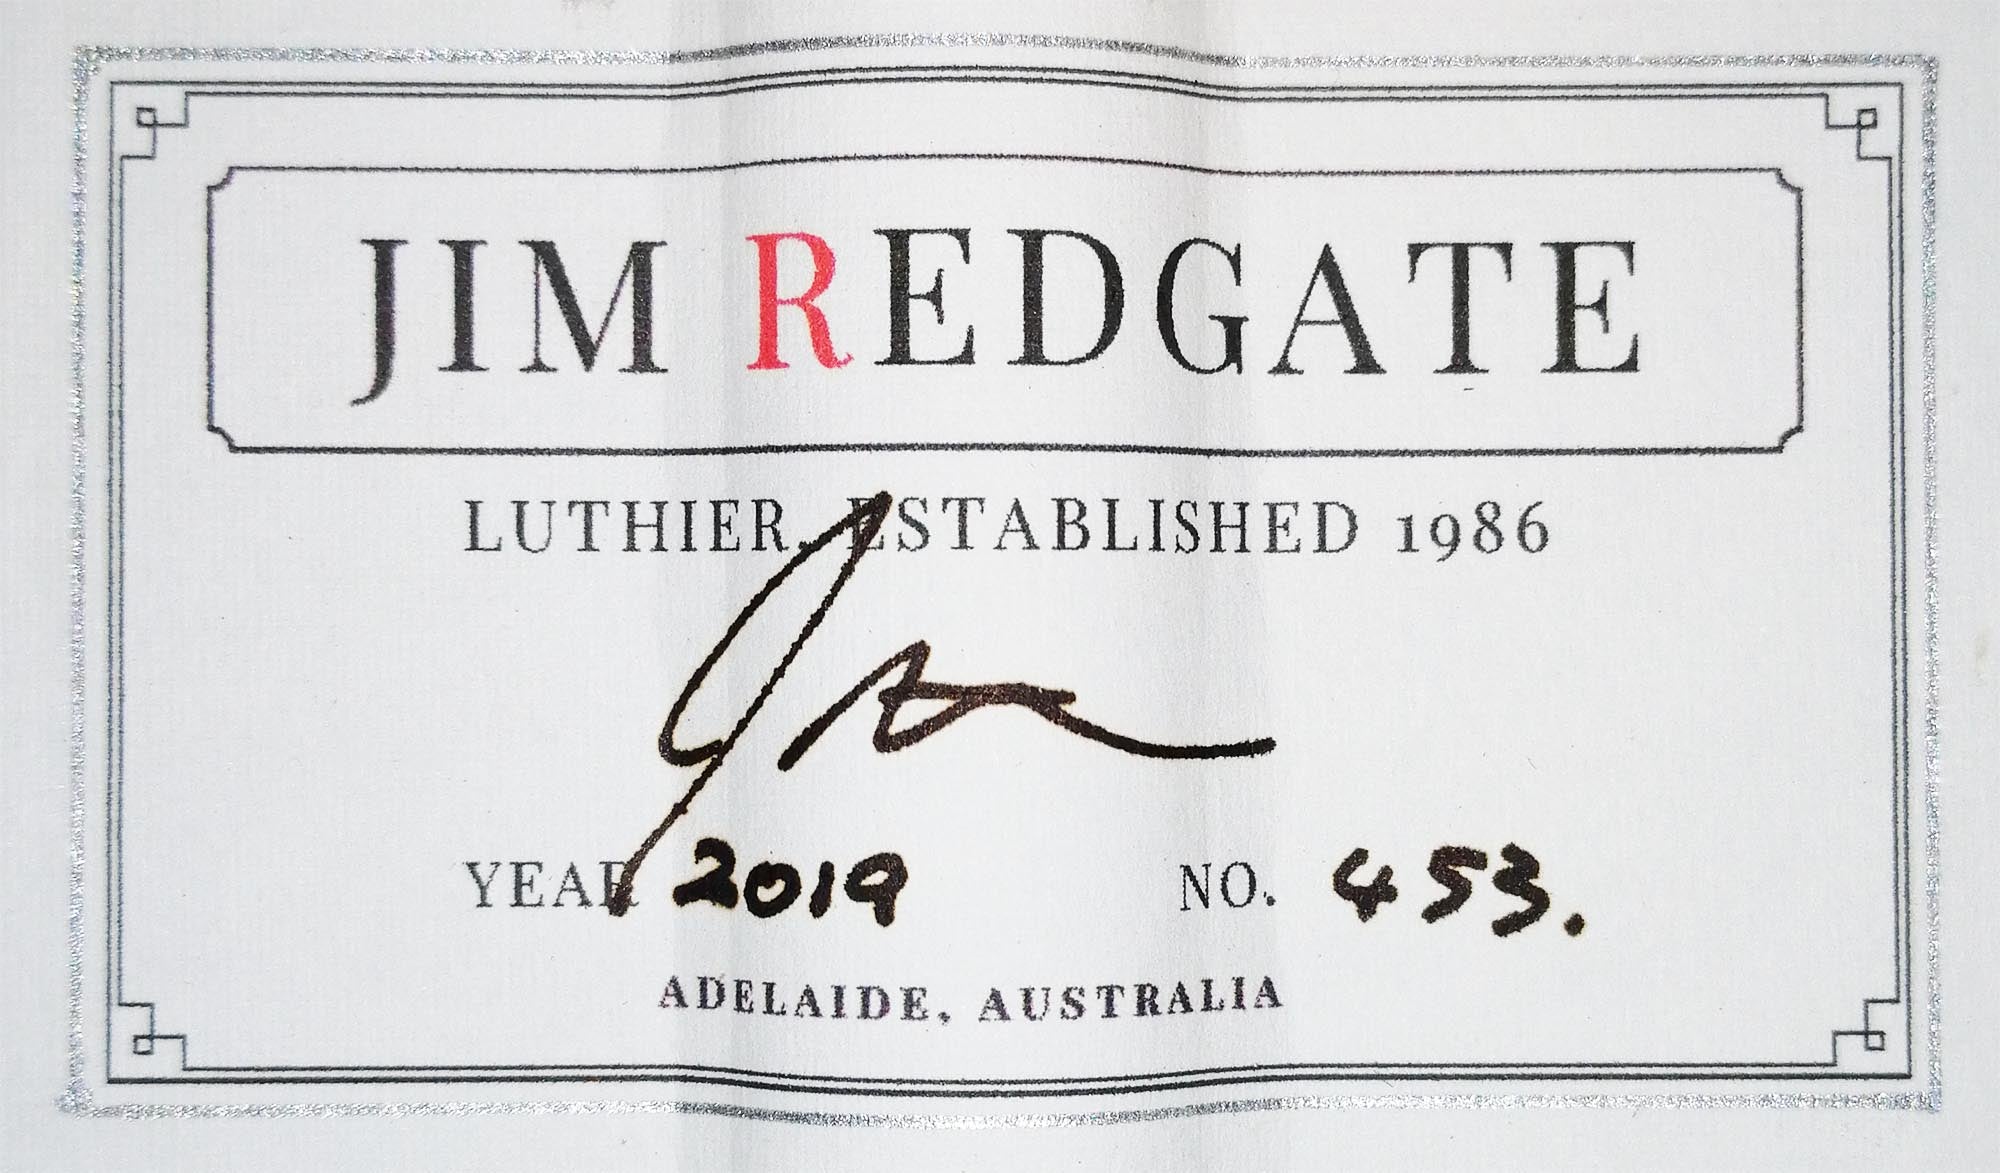 JIM REDGATE
LUTHIER, ESTABLISHED 1986
YEAR 2019 NO. 453.
ADELAIDE, AUSTRALIA